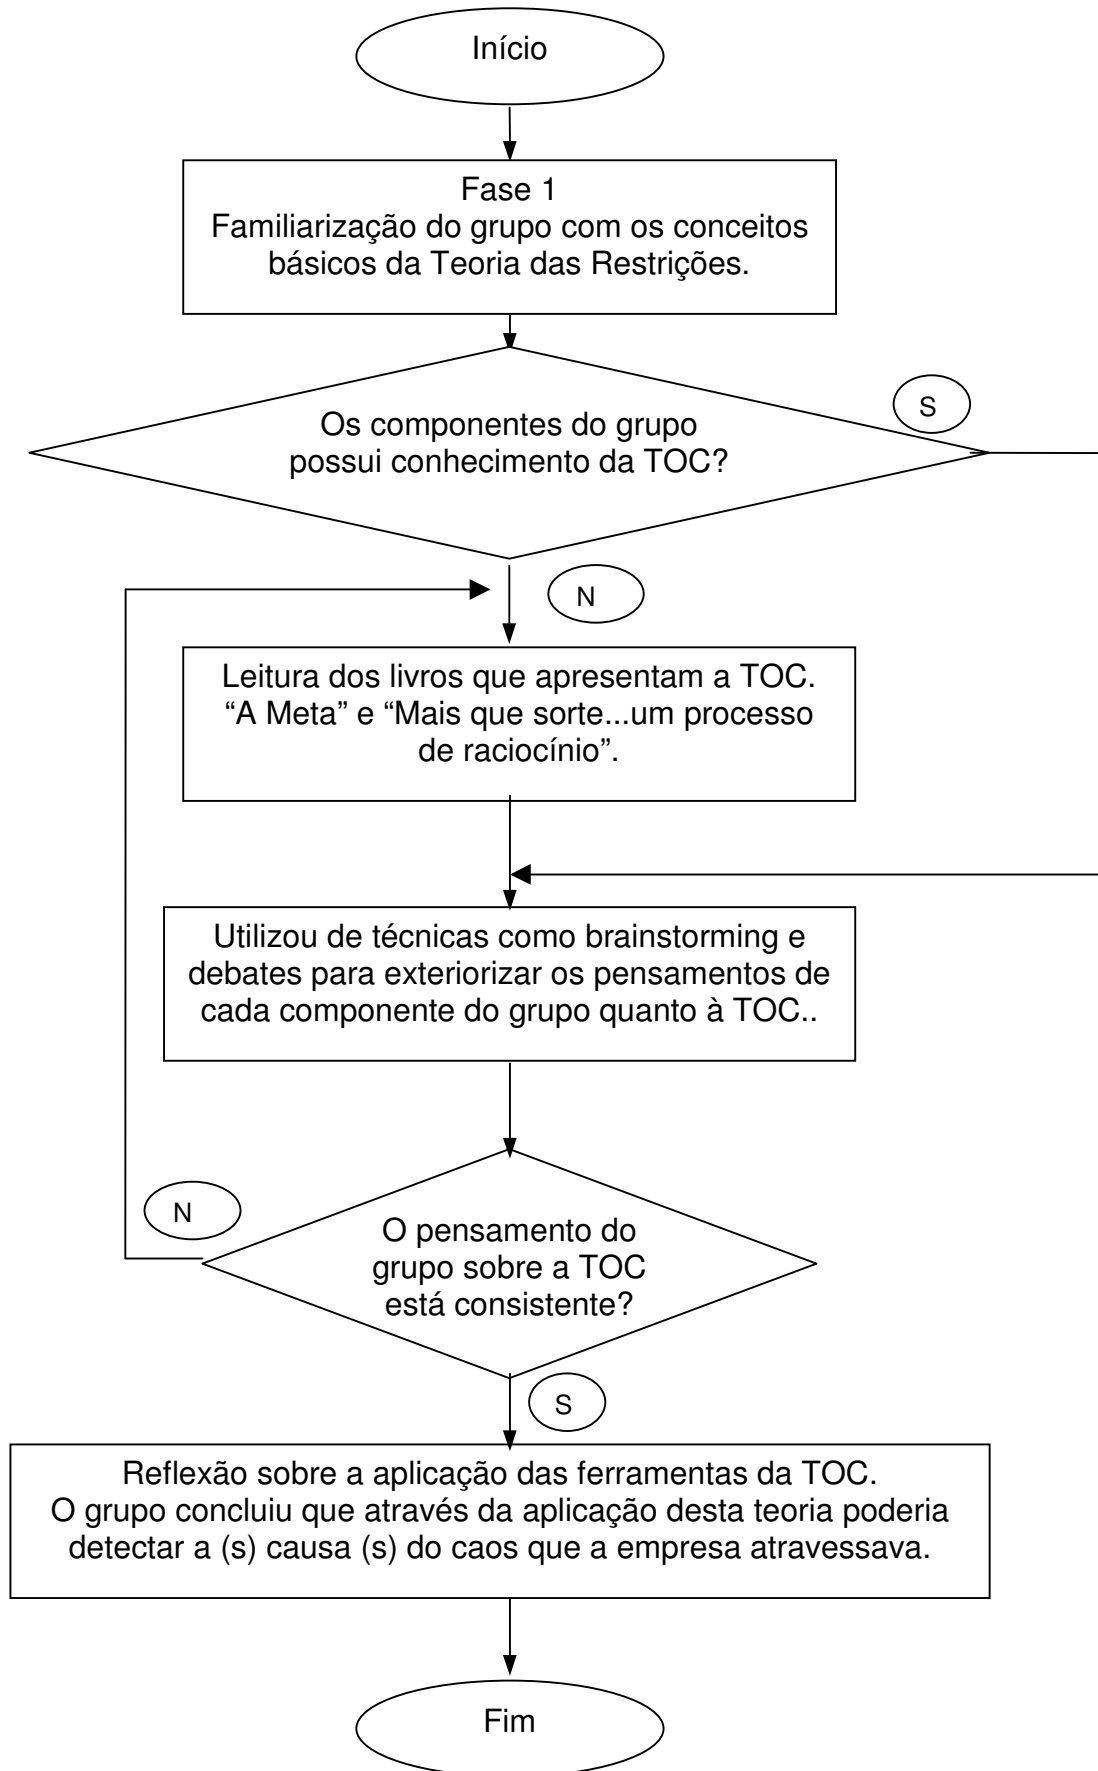 Início
Fase 1
Familiarização do grupo com os conceitos
básicos da Teoria das Restrições.
S
Os componentes do grupo
possui conhecimento da TOC?
N
Leitura dos livros que apresentam a TOC.
“A Meta” e “Mais que sorte...um processo
de raciocínio”.
Utilizou de técnicas como brainstorming e
debates para exteriorizar os pensamentos de
cada componente do grupo quanto à TOC..
N
O pensamento do
grupo sobre a TOC
está consistente?
S
Reflexão sobre a aplicação das ferramentas da TOC.
O grupo concluiu que através da aplicação desta teoria poderia
detectar a (s) causa (s) do caos que a empresa atravessava.
Fim